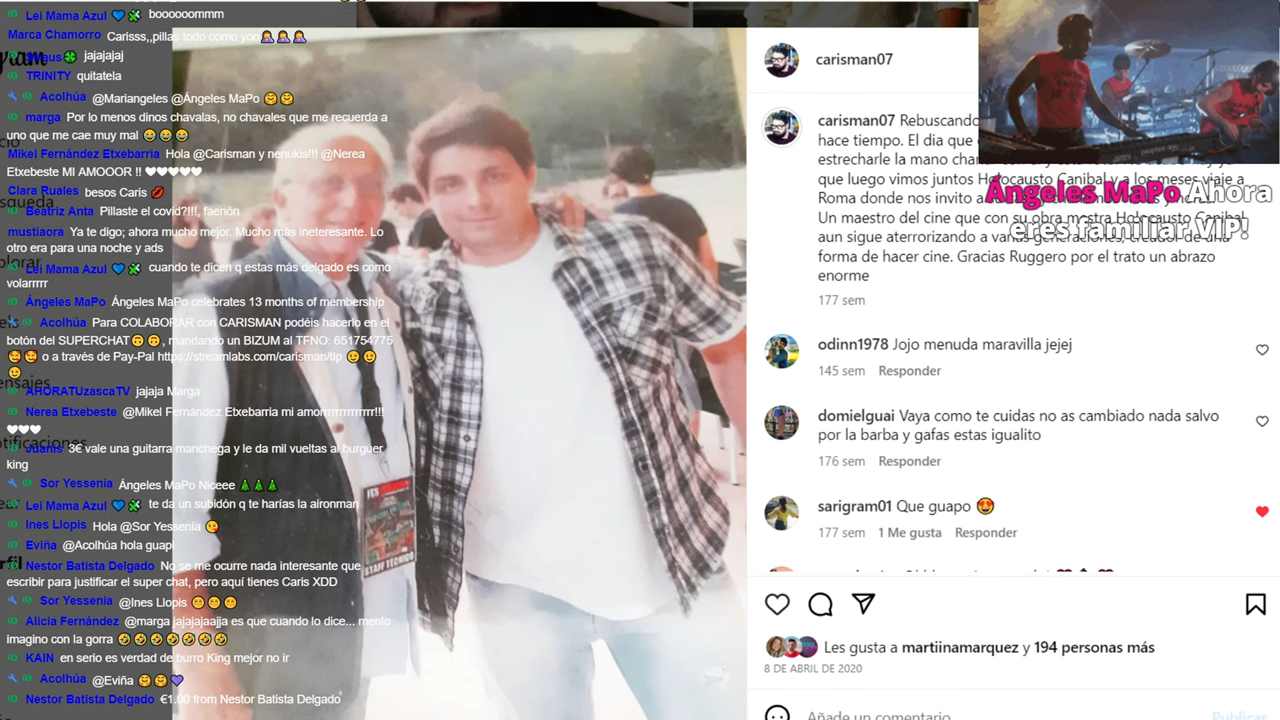 Lei Mama Azul 💙🧩 boooooommm
Marca Chamorro Carisss,,pillas todo como yoo🤦‍♀️🤦‍♀️🤦‍♀️
🍀 jajajajaj
TRINITY quitatela
Acolhúa @Mariangeles @Ángeles MaPo 🤗🤗
marga Por lo menos dinos chavalas, no chavales que me recuerda a
uno que me cae muy mal 😂😂😂
Mikel Fernández Etxebarria Hola @Carisman y nenukis!!! @Nerea
Etxebeste MI AMOOOR !! 🤍🤍🤍🤍🤍
Clara Ruales besos Caris 💋
Beatriz Anta Pillaste el covid?!!!, faenón
mustiaora Ya te digo; ahora mucho mejor. Mucho más ineteresante. Lo
otro era para una noche y ads
Lei Mama Azul 💙🧩 cuando te dicen q estas más delgado es como
volarrrrr
Ángeles MaPo Ángeles MaPo celebrates 13 months of membership
Acolhúa Para COLABORAR con CARISMAN podéis hacerlo en el
botón del SUPERCHAT🙃🙃, mandando un BIZUM al TFNO: 651754775
🥰🥰 o a través de Pay-Pal https://streamlabs.com/carisman/tip 😉😉
😉
AHORATUzascaTV jajaja Marga
Nerea Etxebeste @Mikel Fernández Etxebarria mi amorrrrrrrrrrrrr!!!
🤍🤍🤍
Juanis 3€ vale una guitarra manchega y le da mil vueltas al burguer
king
Sor Yessenia Ángeles MaPo Niceee 🎄🎄🎄
Lei Mama Azul 💙🧩 te da un subidón q te harías la aironman
Ines Llopis Hola @Sor Yessenia 😘
Eviña @Acolhúa hola guapi
Nestor Batista Delgado No se me ocurre nada interesante que
escribir para justificar el super chat, pero aquí tienes Caris XDD
Sor Yessenia @Ines Llopis 😁😁😁
Alicia Fernández @marga jajajajaajja es que cuando lo dice... menlo
imagino con la gorra 🤣🤣🤣🤣🤣🤣🤣
KAIN en serio es verdad de burro King mejor no ir
Acolhúa @Eviña 🤗🤗💜
Nestor Batista Delgado €1.00 from Nestor Batista Delgado
STAFF TECNICO
carisman07
carisman07 Rebuscando
hace tiempo. El dia que
estrecharle la mano
que luego vimos juntos Holocausto Canibal y a los meses viaje a
Roma donde nos invito a
Un maestro del cine que con su obra mestra Holocausto Canibal
aun sigue aterrorizando a varias generaciones, creador de una
forma de hacer cine. Gracias Ruggero por el trato un abrazo
enorme
177 sem
Ángeles MaPo Ahora
eres familiar VIP!
odinn1978 Jojo menuda maravilla jejej
145 sem Responder
domielguai Vaya como te cuidas no as cambiado nada salvo
por la barba y gafas estas igualito
176 sem Responder
sarigram01 Que guapo 😍
177 sem 1 Me gusta Responder
Les gusta a martiinamarquez y 194 personas más
8 DE ABRIL DE 2020
Añade un comentario
Publicar